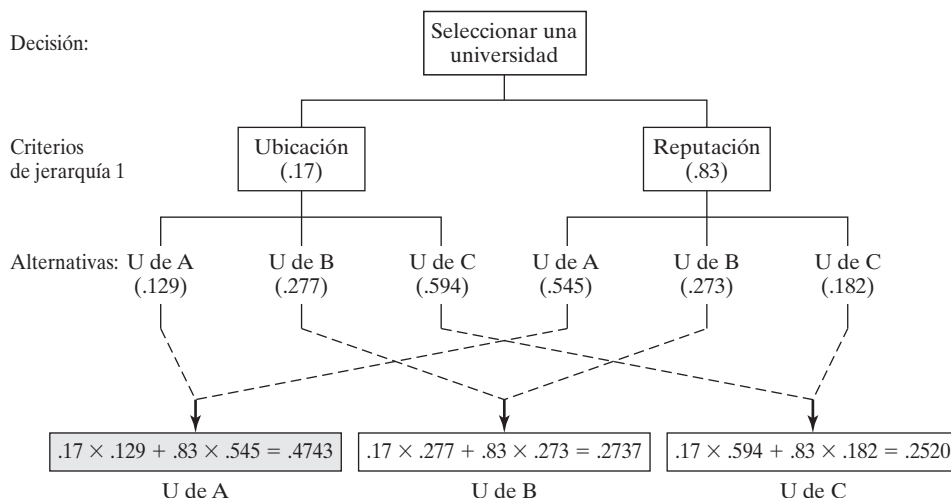 Decisión:
Seleccionar una
universidad
Criterios
de jerarquía 1
Ubicación
(.17)
Reputación
(.83)
Alternativas: U de A U de B U de C U de A U de B U de C
(.129) (.277) (.594) (.545) (.273) (.182)
.17 × .129 + .83 × .545 = .4743 .17 × .277 + .83 × .273 = .2737 .17 × .594 + .83 × .182 = .2520
U de A U de B U de C